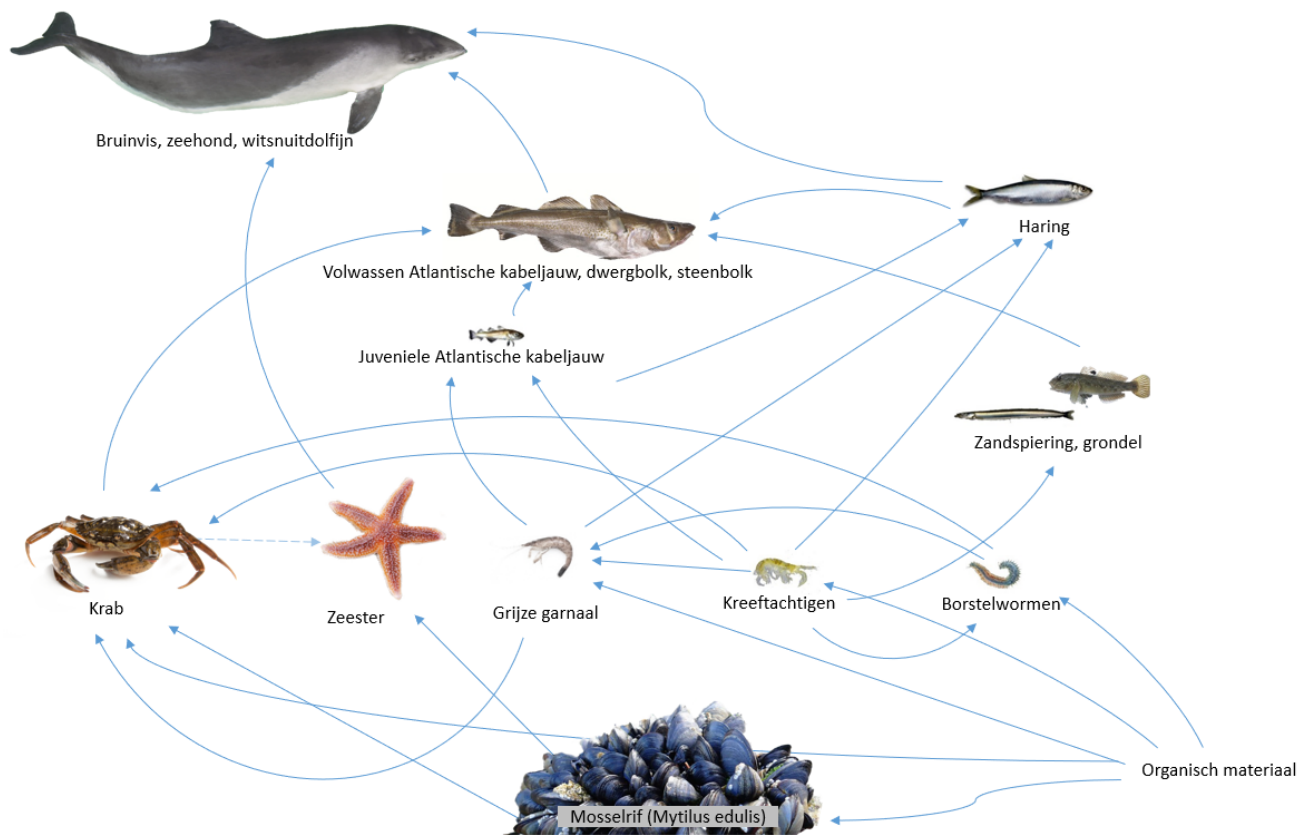 Bruinvis, zeehond, witsnuitdolfijn
Haring
Volwassen Atlantische kabeljauw, dwergbolk, steenbolk
Juveniele Atlantische kabeljauw
Zandspiering, grondel
Krab
Zeester
Grijze garnaal
Kreeftachtigen
Borstelwormen
Organisch materiaal
Mosselrif (Mytilus edulis)